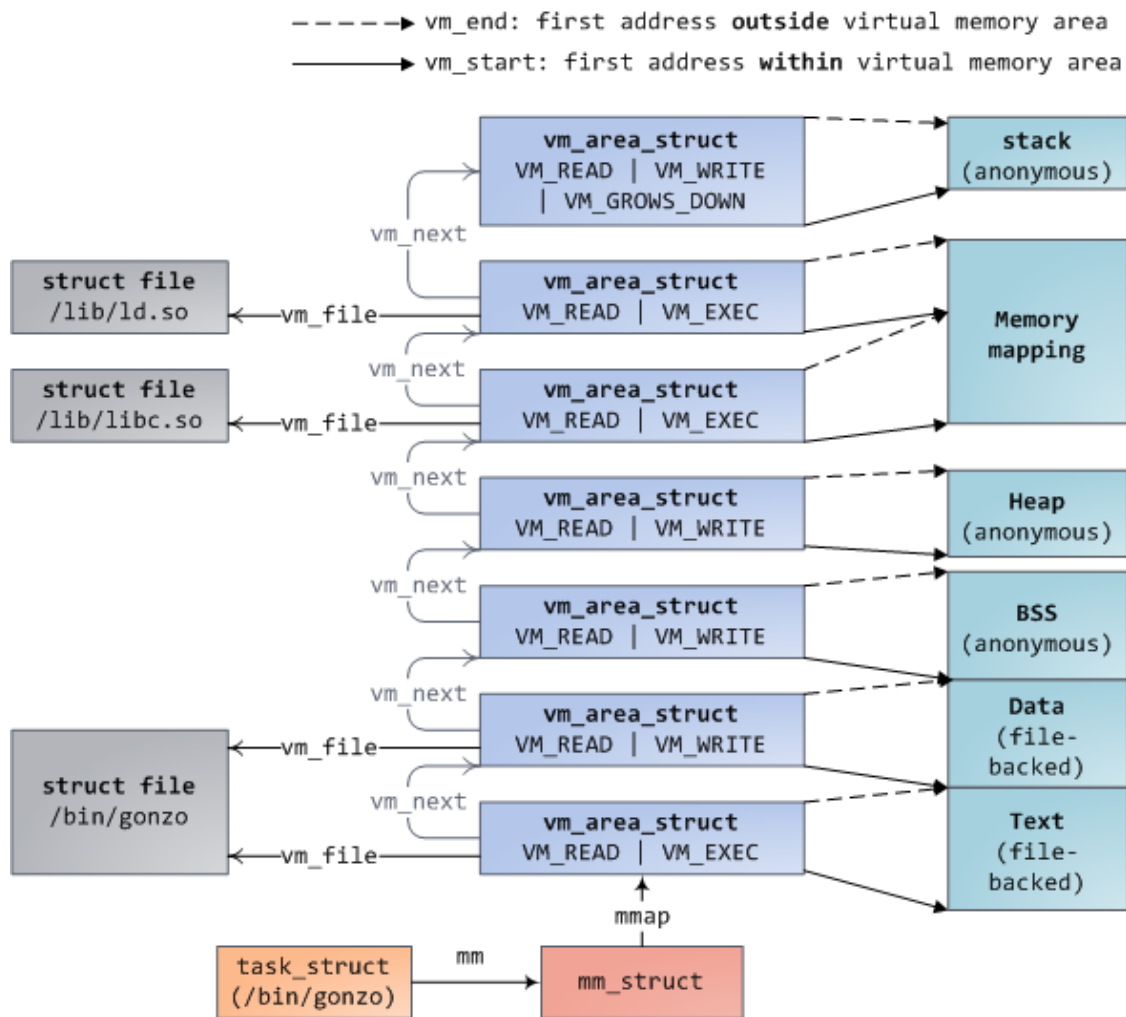 vm_end: first address outside virtual memory area
vm_start: first address within virtual memory area
vm_area_struct
VM_READ | VM_WRITE
| VM_GROWS_DOWN
stack
(anonymous)
vm_next
struct file
/lib/ld.so
vm_file
vm_area_struct
VM_READ | VM_EXEC
Memory
mapping
vm_next
struct file
/lib/libc.so
vm_file
vm_area_struct
VM_READ | VM_EXEC
vm_next
vm_area_struct
VM_READ | VM_WRITE
Heap
(anonymous)
vm_next
vm_area_struct
VM_READ | VM_WRITE
BSS
(anonymous)
vm_next
vm_area_struct
VM_READ | VM_WRITE
Data
(file-
backed)
vm_file
struct file
/bin/gonzo
vm_next
vm_file
vm_area_struct
VM_READ | VM_EXEC
Text
(file-
backed)
mmap
task_struct
(/bin/gonzo)
mm
mm_struct